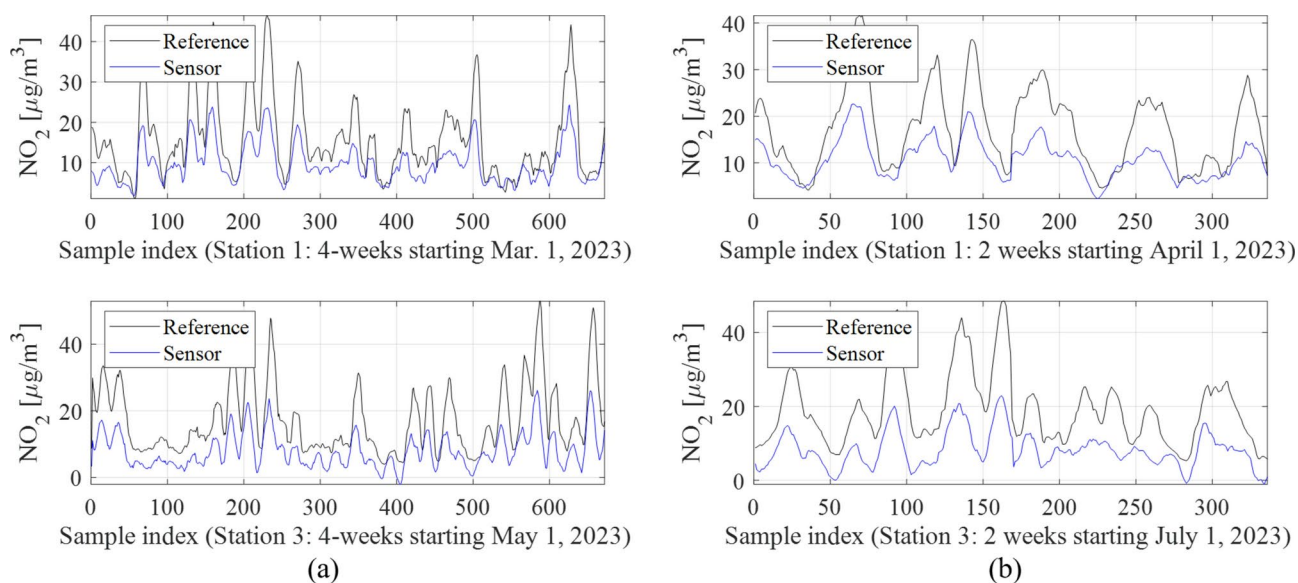 NO2 [µg/m3]
40
30
20
10
Reference
Sensor
0 100 200 300 400 500 600
Sample index (Station 1: 4-weeks starting Mar. 1, 2023)
NO2 [µg/m3]
40
30
20
10
Reference
Sensor
0 50 100 150 200 250 300
Sample index (Station 1: 2 weeks starting April 1, 2023)
NO2 [µg/m3]
40
20
0
Reference
Sensor
0 100 200 300 400 500 600
Sample index (Station 3: 4-weeks starting May 1, 2023)
(a)
NO2 [µg/m3]
40
20
0
Reference
Sensor
0 50 100 150 200 250 300
Sample index (Station 3: 2 weeks starting July 1, 2023)
(b)